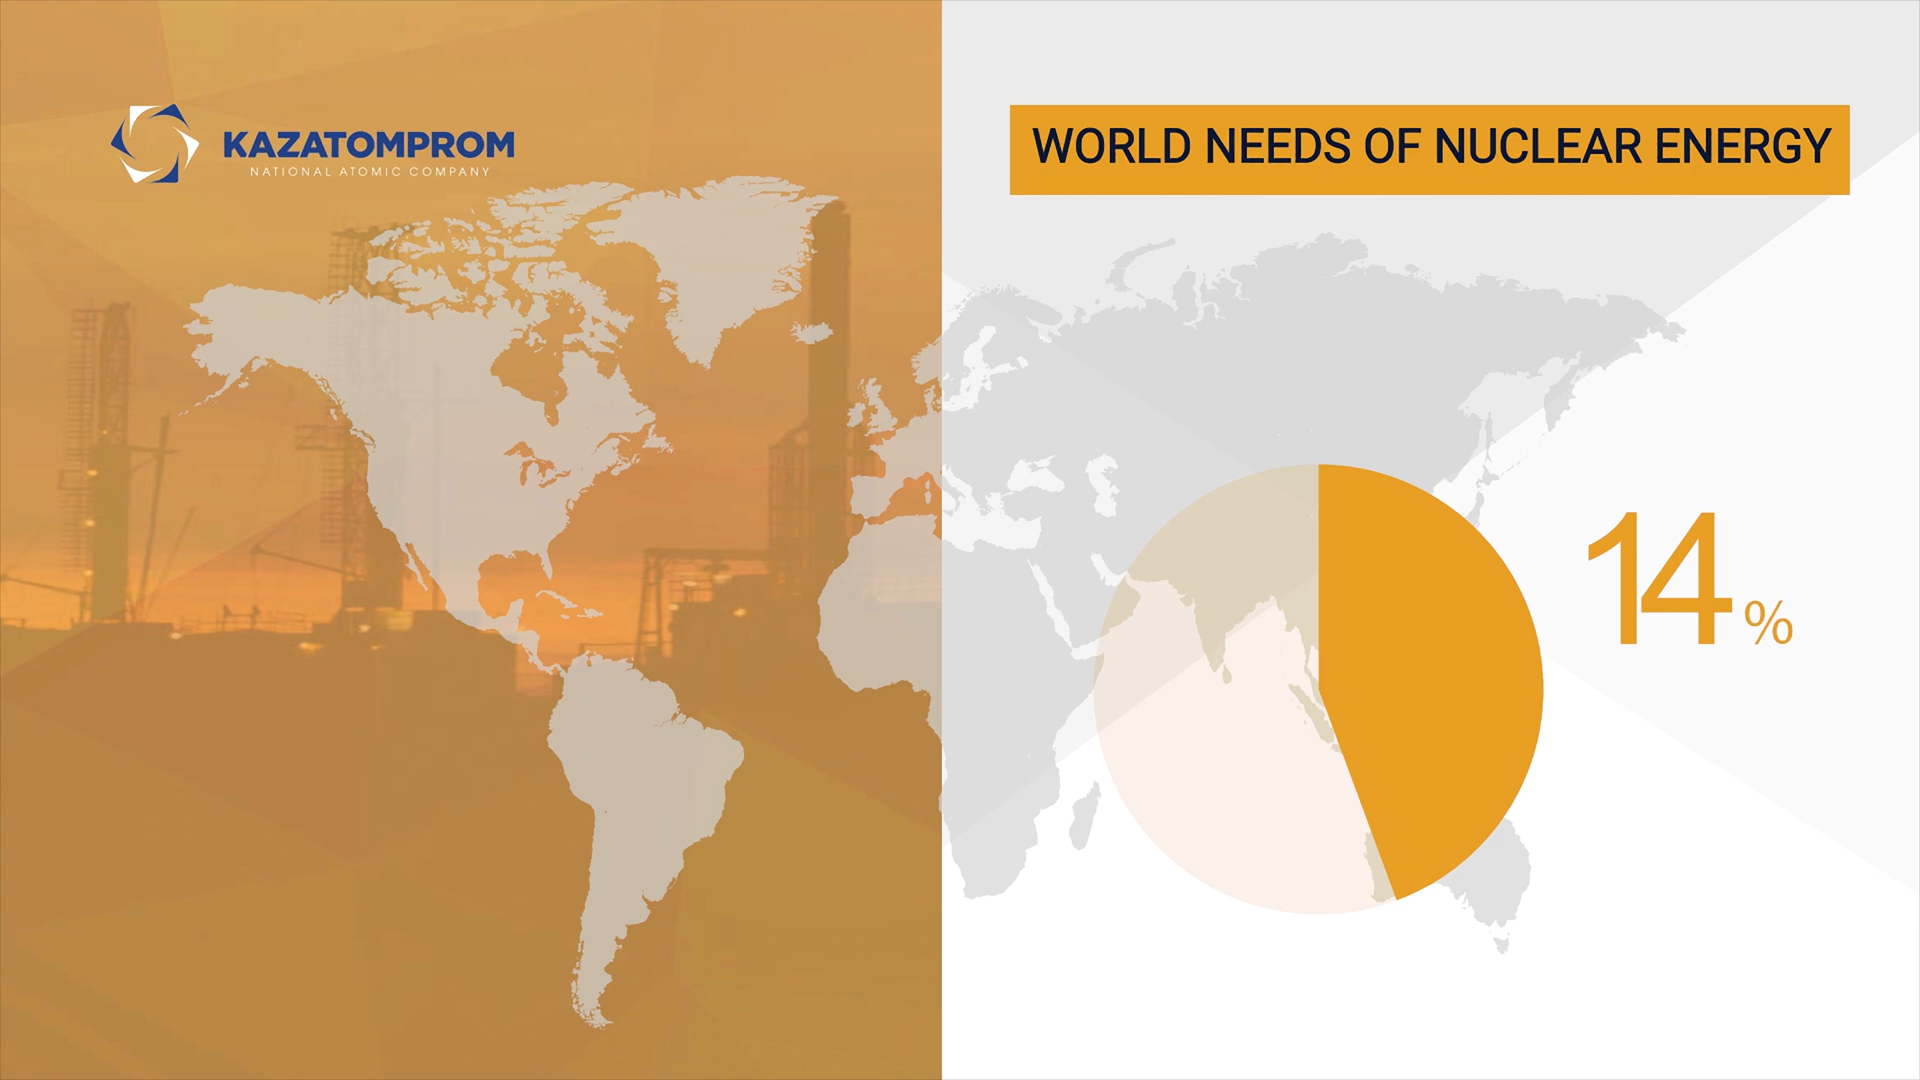 KAZATOMPROM
NATIONAL ATOMIC COMPANY
WORLD NEEDS OF NUCLEAR ENERGY
14%